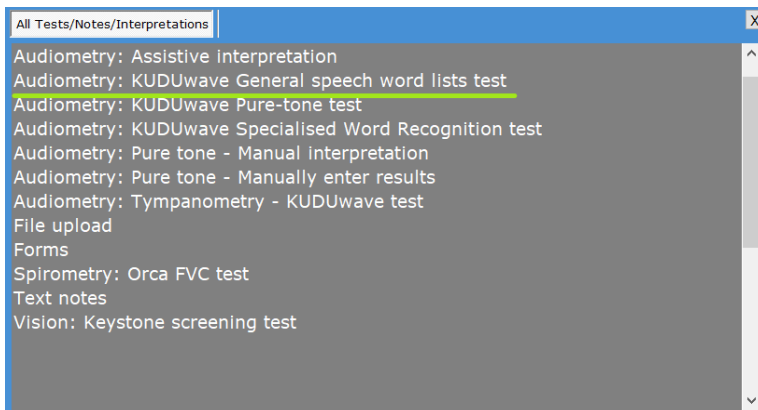 All Tests/Notes/Interpretations
X
Audiometry: Assistive interpretation
Audiometry: KUDUwave General speech word lists test
Audiometry: KUDUwave Pure-tone test
Audiometry: KUDUwave Specialised Word Recognition test
Audiometry: Pure tone - Manual interpretation
Audiometry: Pure tone - Manually enter results
Audiometry: Tympanometry - KUDUwave test
File upload
Forms
Spirometry: Orca FVC test
Text notes
Vision: Keystone screening test